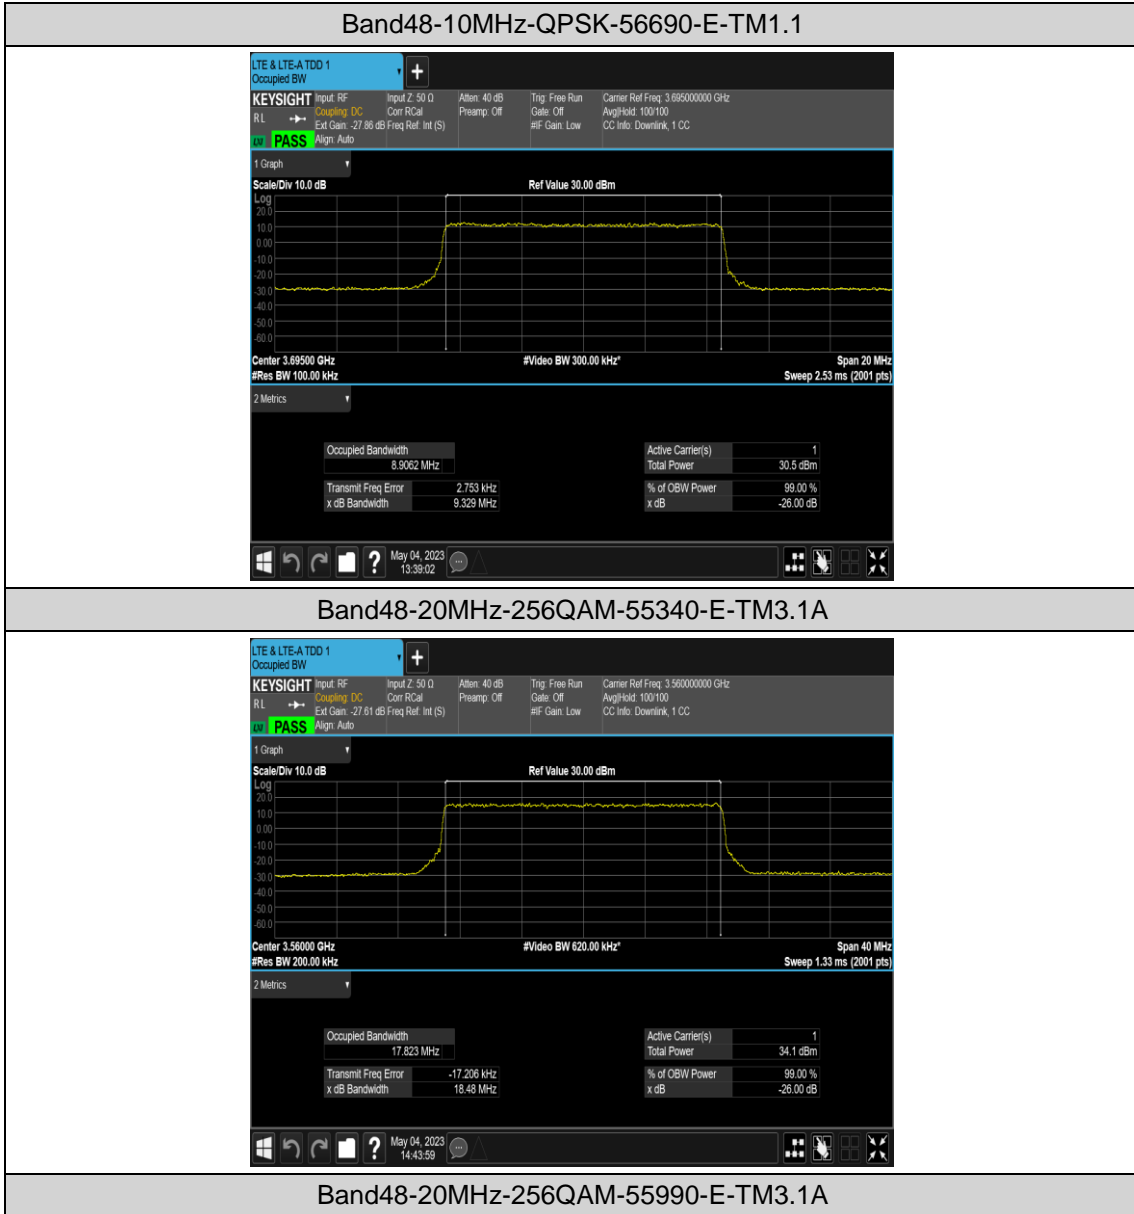 Band48-10MHz-QPSK-56690-E-TM1.1
LTE & LTE-A TDD 1
Occupied BW
KEYSIGHT Input: RF Input Z: 50 Ω Atten: 40 dB Trig: Free Run Carrier Ref Freq: 3.695000000 GHz
RL Coupling: DC Corr RCal Preamp: Off Gate: Off Avg|Hold: 100/100
Ext Gain: -27.86 dB Freq Ref: Int (S) #IF Gain: Low CC Info: Downlink, 1 CC
PASS Align: Auto
1 Graph
Scale/Div 10.0 dB Ref Value 30.00 dBm
Log
20.0
10.0
0.00
-10.0
-20.0
-30.0
-40.0
-50.0
-60.0
Center 3.69500 GHz #Video BW 300.00 kHz* Span 20 MHz
#Res BW 100.00 kHz Sweep 2.53 ms (2001 pts)
2 Metrics
Occupied Bandwidth Active Carrier(s) 1
8.9062 MHz Total Power 30.5 dBm
Transmit Freq Error 2.753 kHz % of OBW Power 99.00 %
x dB Bandwidth 9.329 MHz x dB -26.00 dB
May 04, 2023
13:39:02
Band48-20MHz-256QAM-55340-E-TM3.1A
LTE & LTE-A TDD 1
Occupied BW
KEYSIGHT Input: RF Input Z: 50 Ω Atten: 40 dB Trig: Free Run Carrier Ref Freq: 3.560000000 GHz
RL Coupling: DC Corr RCal Preamp: Off Gate: Off Avg|Hold: 100/100
Ext Gain: -27.61 dB Freq Ref: Int (S) #IF Gain: Low CC Info: Downlink, 1 CC
PASS Align: Auto
1 Graph
Scale/Div 10.0 dB Ref Value 30.00 dBm
Log
20.0
10.0
0.00
-10.0
-20.0
-30.0
-40.0
-50.0
-60.0
Center 3.56000 GHz #Video BW 620.00 kHz* Span 40 MHz
#Res BW 200.00 kHz Sweep 1.33 ms (2001 pts)
2 Metrics
Occupied Bandwidth Active Carrier(s) 1
17.823 MHz Total Power 34.1 dBm
Transmit Freq Error -17.206 kHz % of OBW Power 99.00 %
x dB Bandwidth 18.48 MHz x dB -26.00 dB
May 04, 2023
14:43:59
Band48-20MHz-256QAM-55990-E-TM3.1A